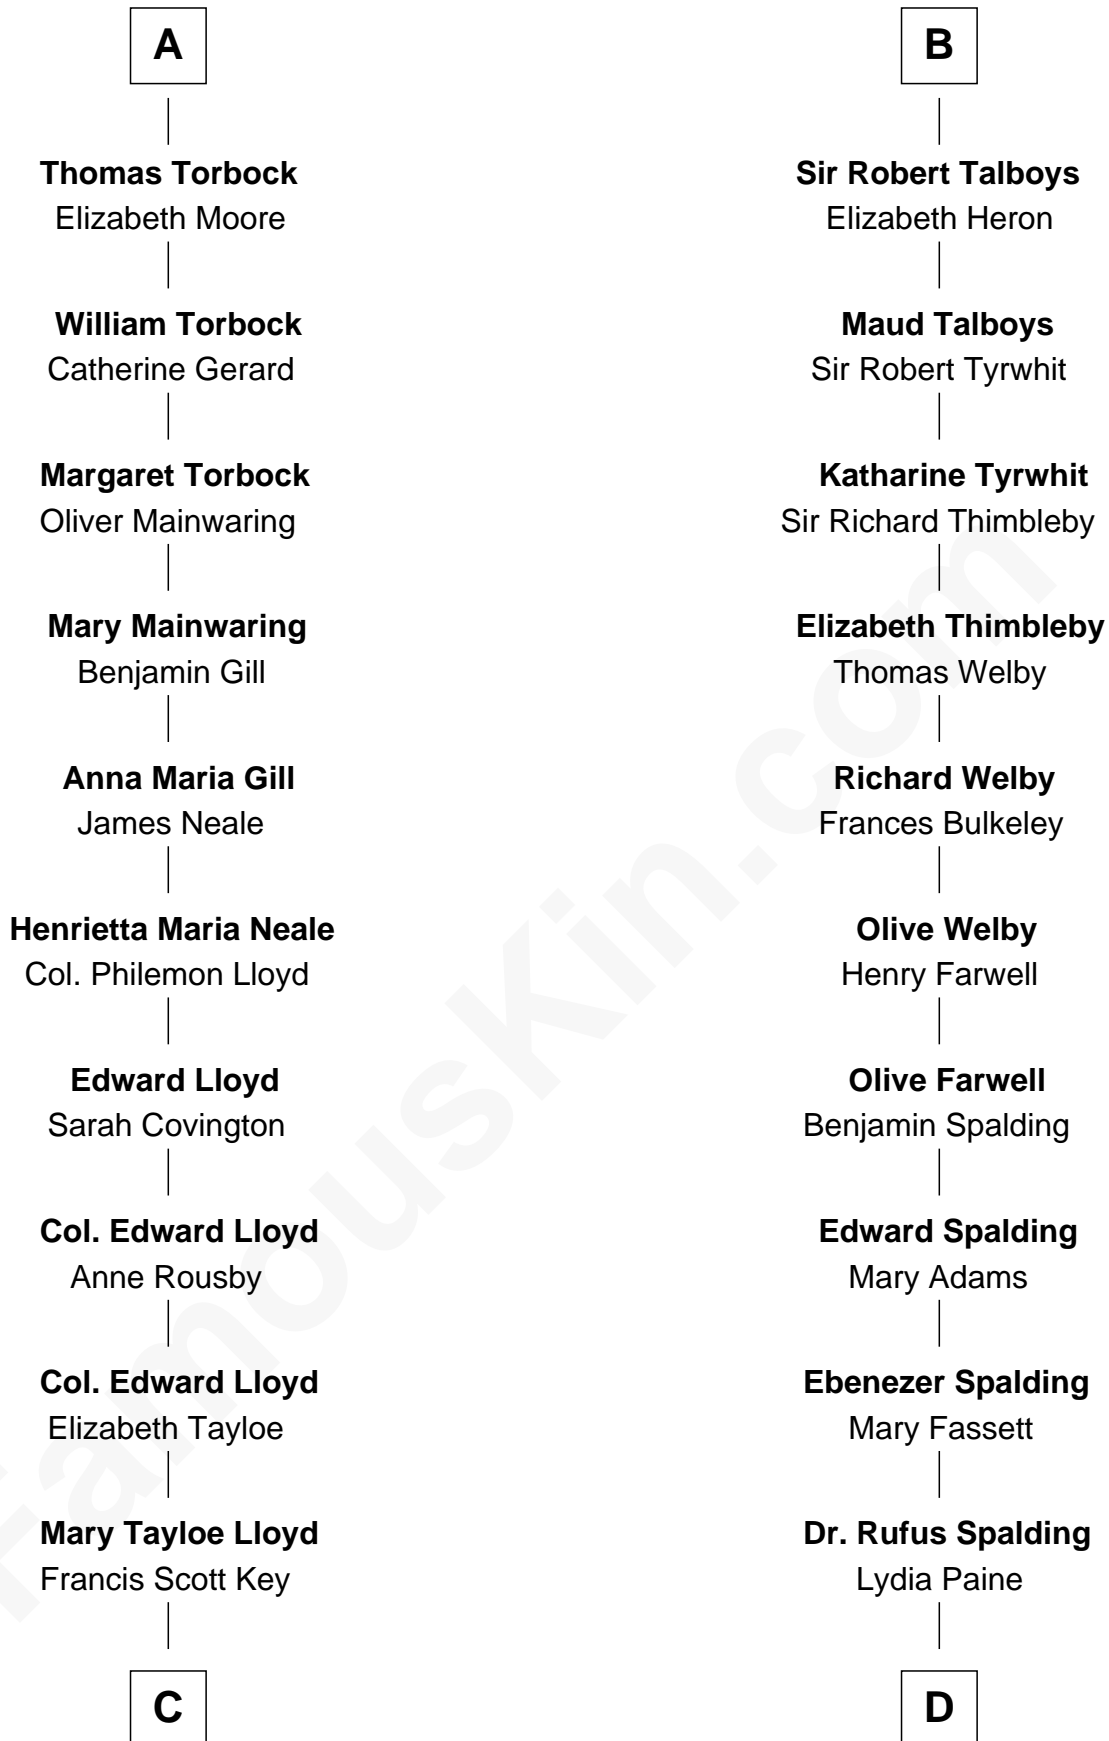 A
Thomas Torbock
Elizabeth Moore
William Torbock
Catherine Gerard
Margaret Torbock
Oliver Mainwaring
Mary Mainwaring
Benjamin Gill
Anna Maria Gill
James Neale
Henrietta Maria Neale
Col. Philemon Lloyd
Edward Lloyd
Sarah Covington
Col. Edward Lloyd
Anne Rousby
Col. Edward Lloyd
Elizabeth Tayloe
Mary Tayloe Lloyd
Francis Scott Key
C
B
Sir Robert Talboys
Elizabeth Heron
Maud Talboys
Sir Robert Tyrwhit
Katharine Tyrwhit
Sir Richard Thimbleby
Elizabeth Thimbleby
Thomas Welby
Richard Welby
Frances Bulkeley
Olive Welby
Henry Farwell
Olive Farwell
Benjamin Spalding
Edward Spalding
Mary Adams
Ebenezer Spalding
Mary Fassett
Dr. Rufus Spalding
Lydia Paine
D
FamousKin.com